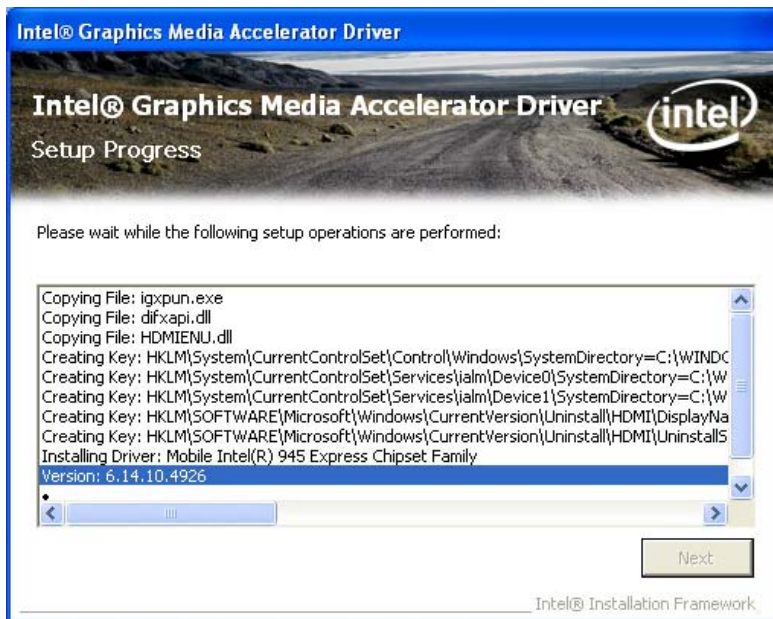 Intel® Graphics Media Accelerator Driver
Intel® Graphics Media Accelerator Driver
intel
Setup Progress
Please wait while the following setup operations are performed:
Copying File: igxpun.exe
Copying File: difxapi.dll
Copying File: HDMIENU.dll
Creating Key: HKLM\System\CurrentControlSet\Control\Windows\SystemDirectory=C:\WINDO
Creating Key: HKLM\System\CurrentControlSet\Services\ialm\Device0\SystemDirectory=C:\W
Creating Key: HKLM\System\CurrentControlSet\Services\ialm\Device1\SystemDirectory=C:\W
Creating Key: HKLM\SOFTWARE\Microsoft\Windows\CurrentVersion\Uninstall\HDMI\DisplayNa
Creating Key: HKLM\SOFTWARE\Microsoft\Windows\CurrentVersion\Uninstall\HDMI\UninstallS
Installing Driver: Mobile Intel(R) 945 Express Chipset Family
Version: 6.14.10.4926
Next
Intel® Installation Framework